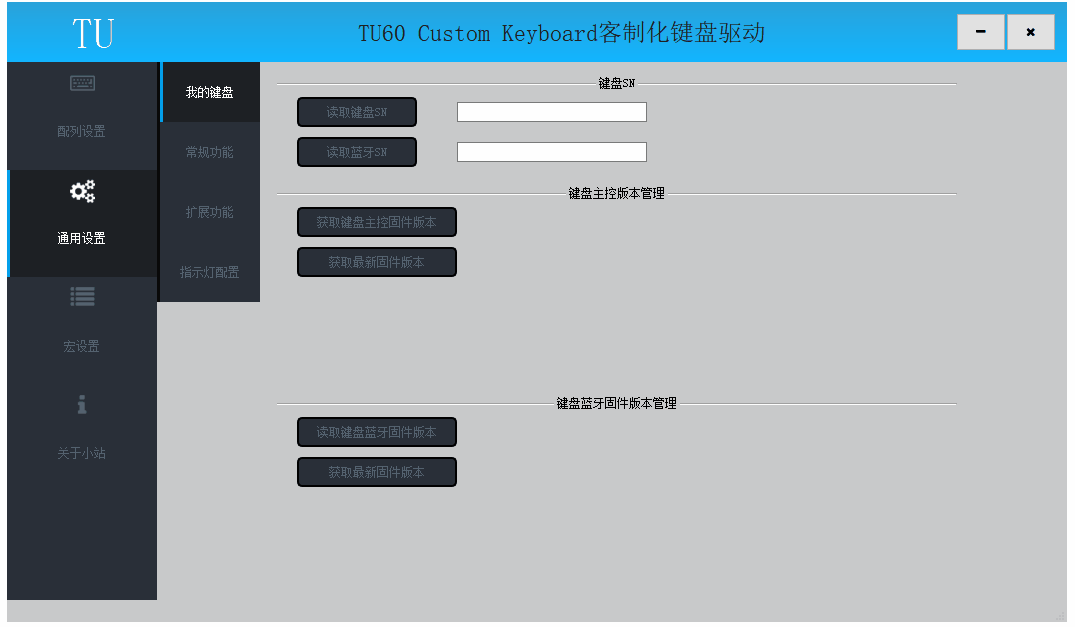 TU
TU60 Custom Keyboard客制化键盘驱动
配列设置
通用设置
宏设置
关于小站
我的键盘
常规功能
扩展功能
指示灯配置
键盘SN
读取键盘SN
读取蓝牙SN
键盘主控版本管理
获取键盘主控固件版本
获取最新固件版本
键盘蓝牙固件版本管理
读取键盘蓝牙固件版本
获取最新固件版本